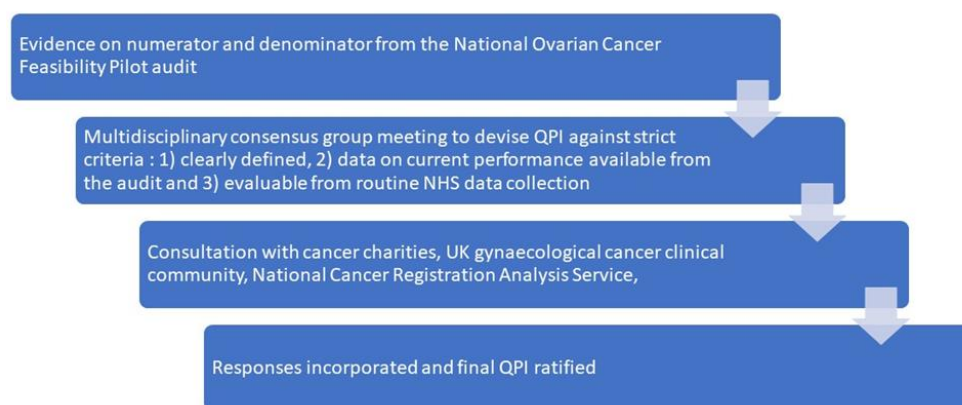 Evidence on numerator and denominator from the National Ovarian Cancer
Feasibility Pilot audit
Multidisciplinary consensus group meeting to devise QPI against strict
criteria : 1) clearly defined, 2) data on current performance available from
the audit and 3) evaluable from routine NHS data collection
Consultation with cancer charities, UK gynaecological cancer clinical
community, National Cancer Registration Analysis Service,
Responses incorporated and final QPI ratified